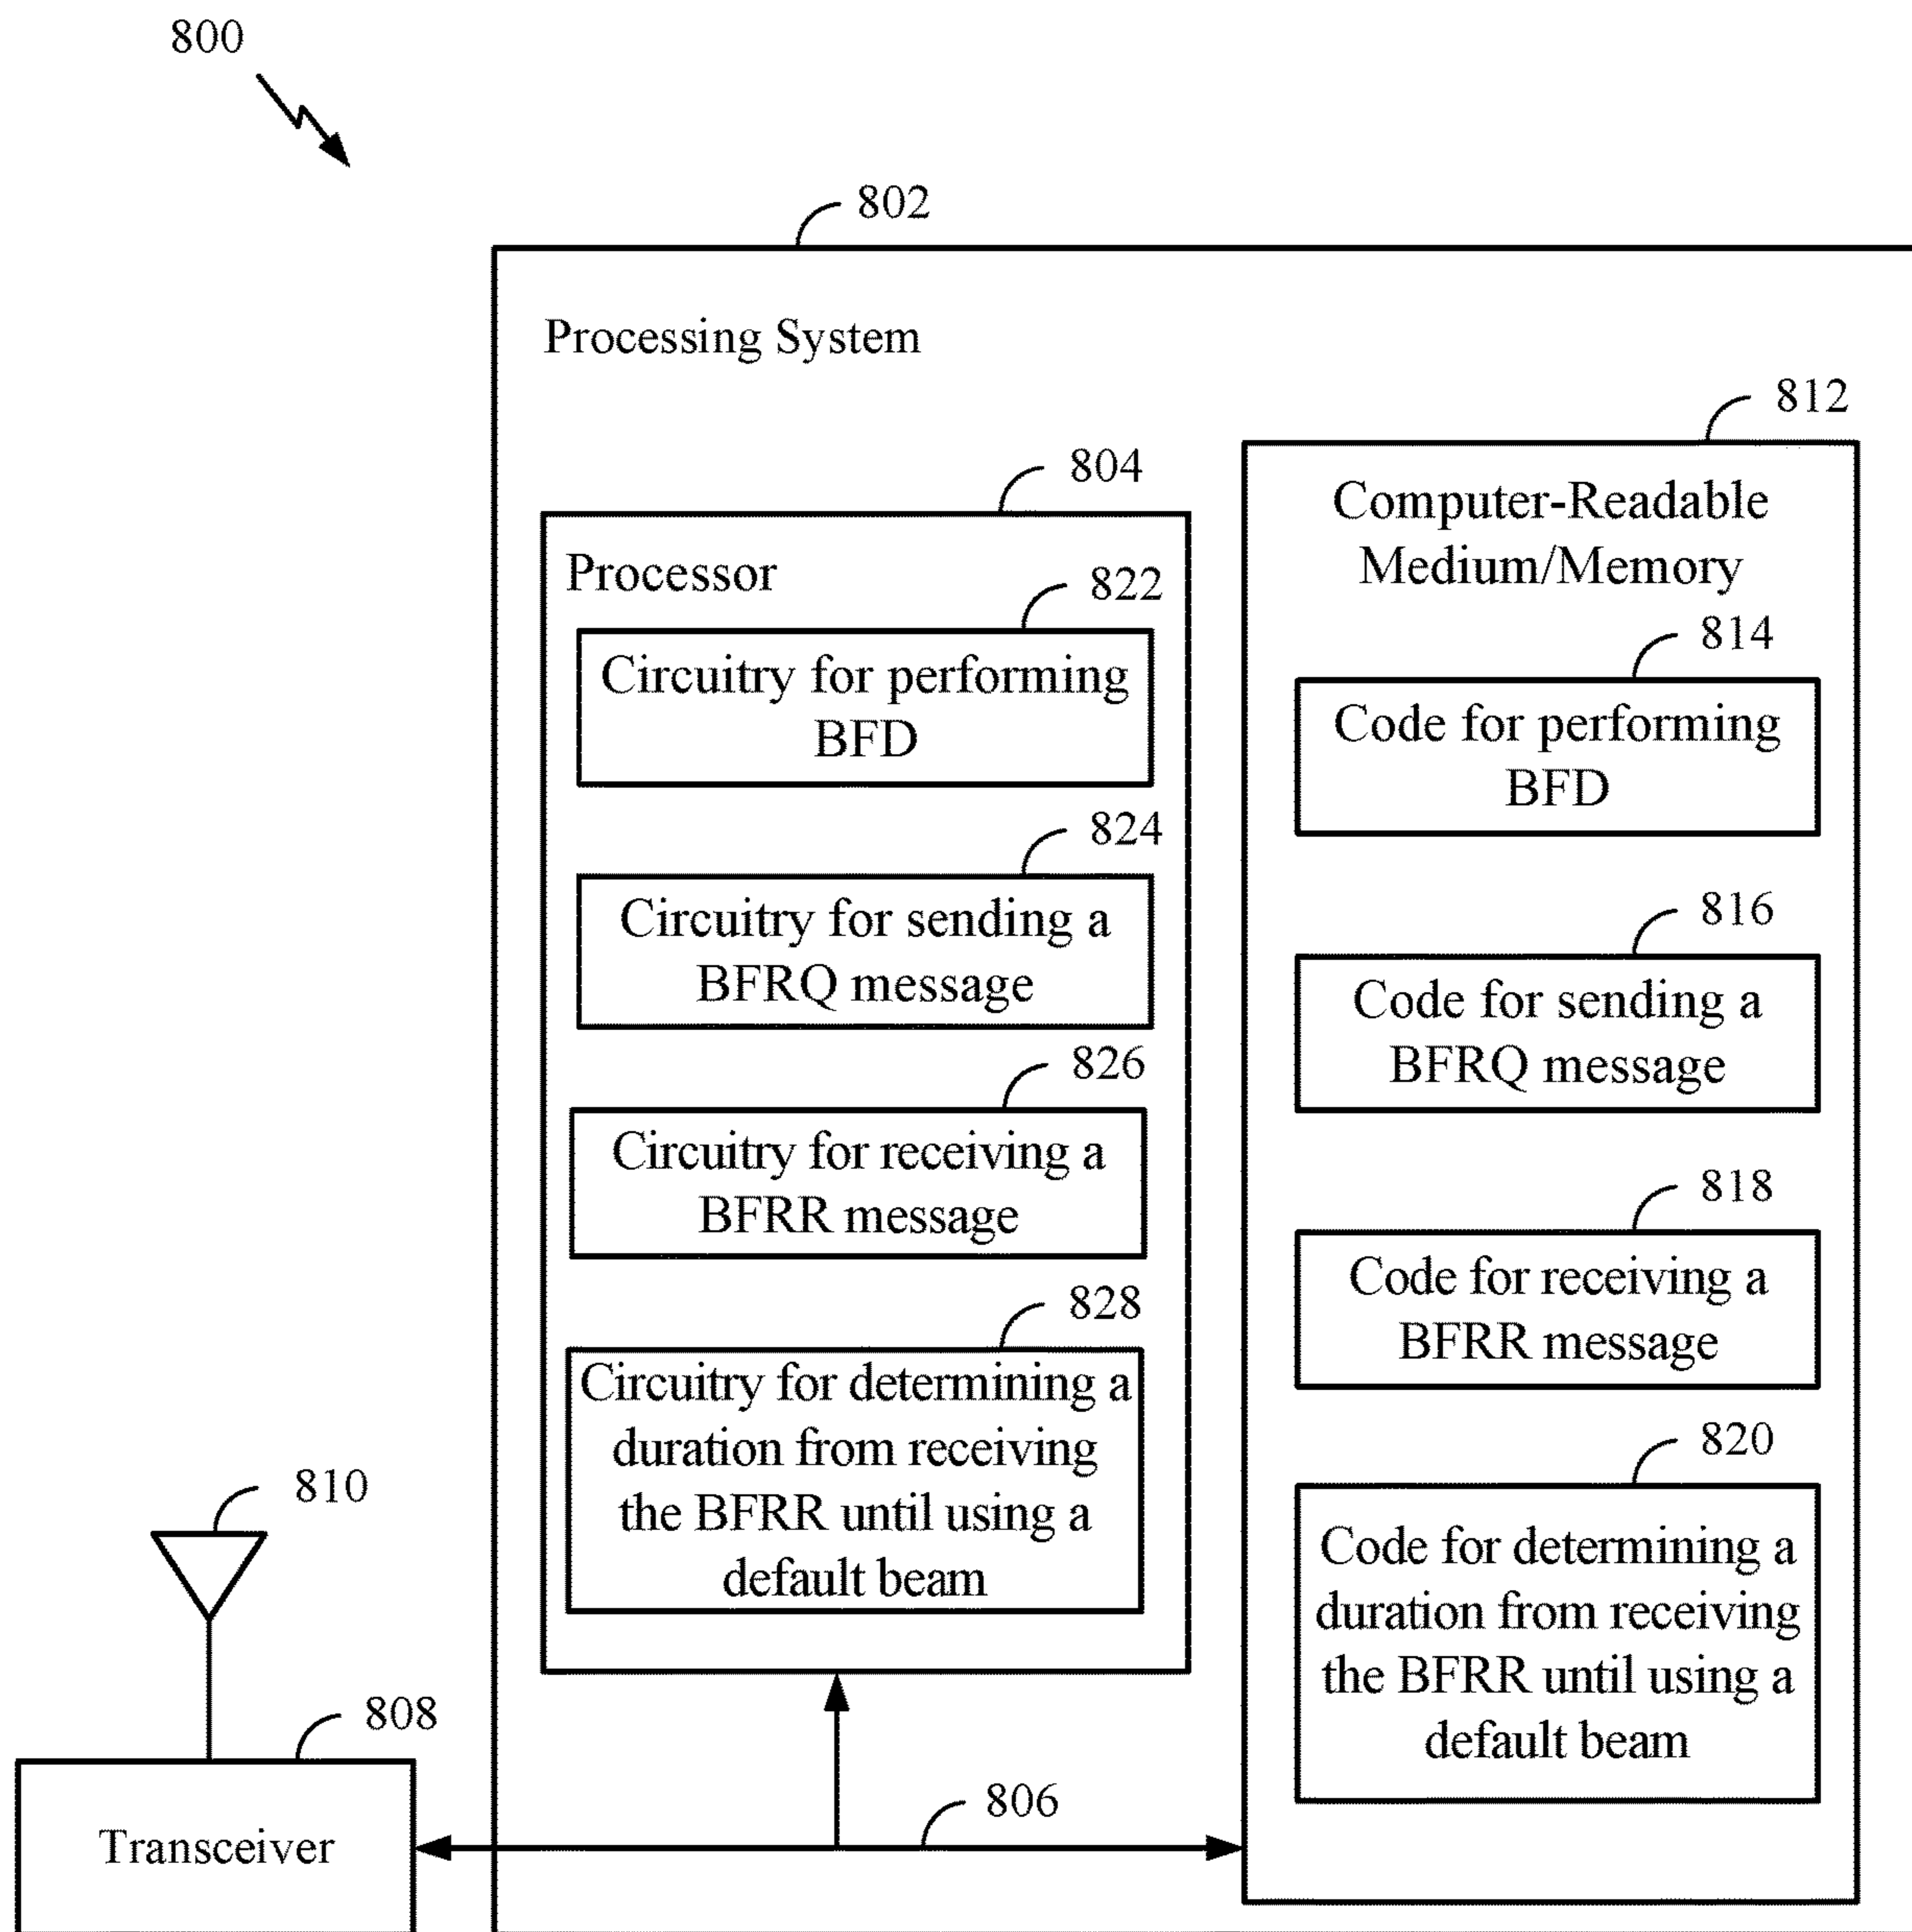 800
802
Processing System
804
Processor
822
Circuitry for performing
BFD
824
Circuitry for sending a
BFRQ message
826
Circuitry for receiving a
BFRR message
828
Circuitry for determining a
duration from receiving
the BFRR until using a
default beam
812
Computer-Readable
Medium/Memory
814
Code for performing
BFD
816
Code for sending a
BFRQ message
818
Code for receiving a
BFRR message
820
Code for determining a
duration from receiving
the BFRR until using a
default beam
810
808
Transceiver
806